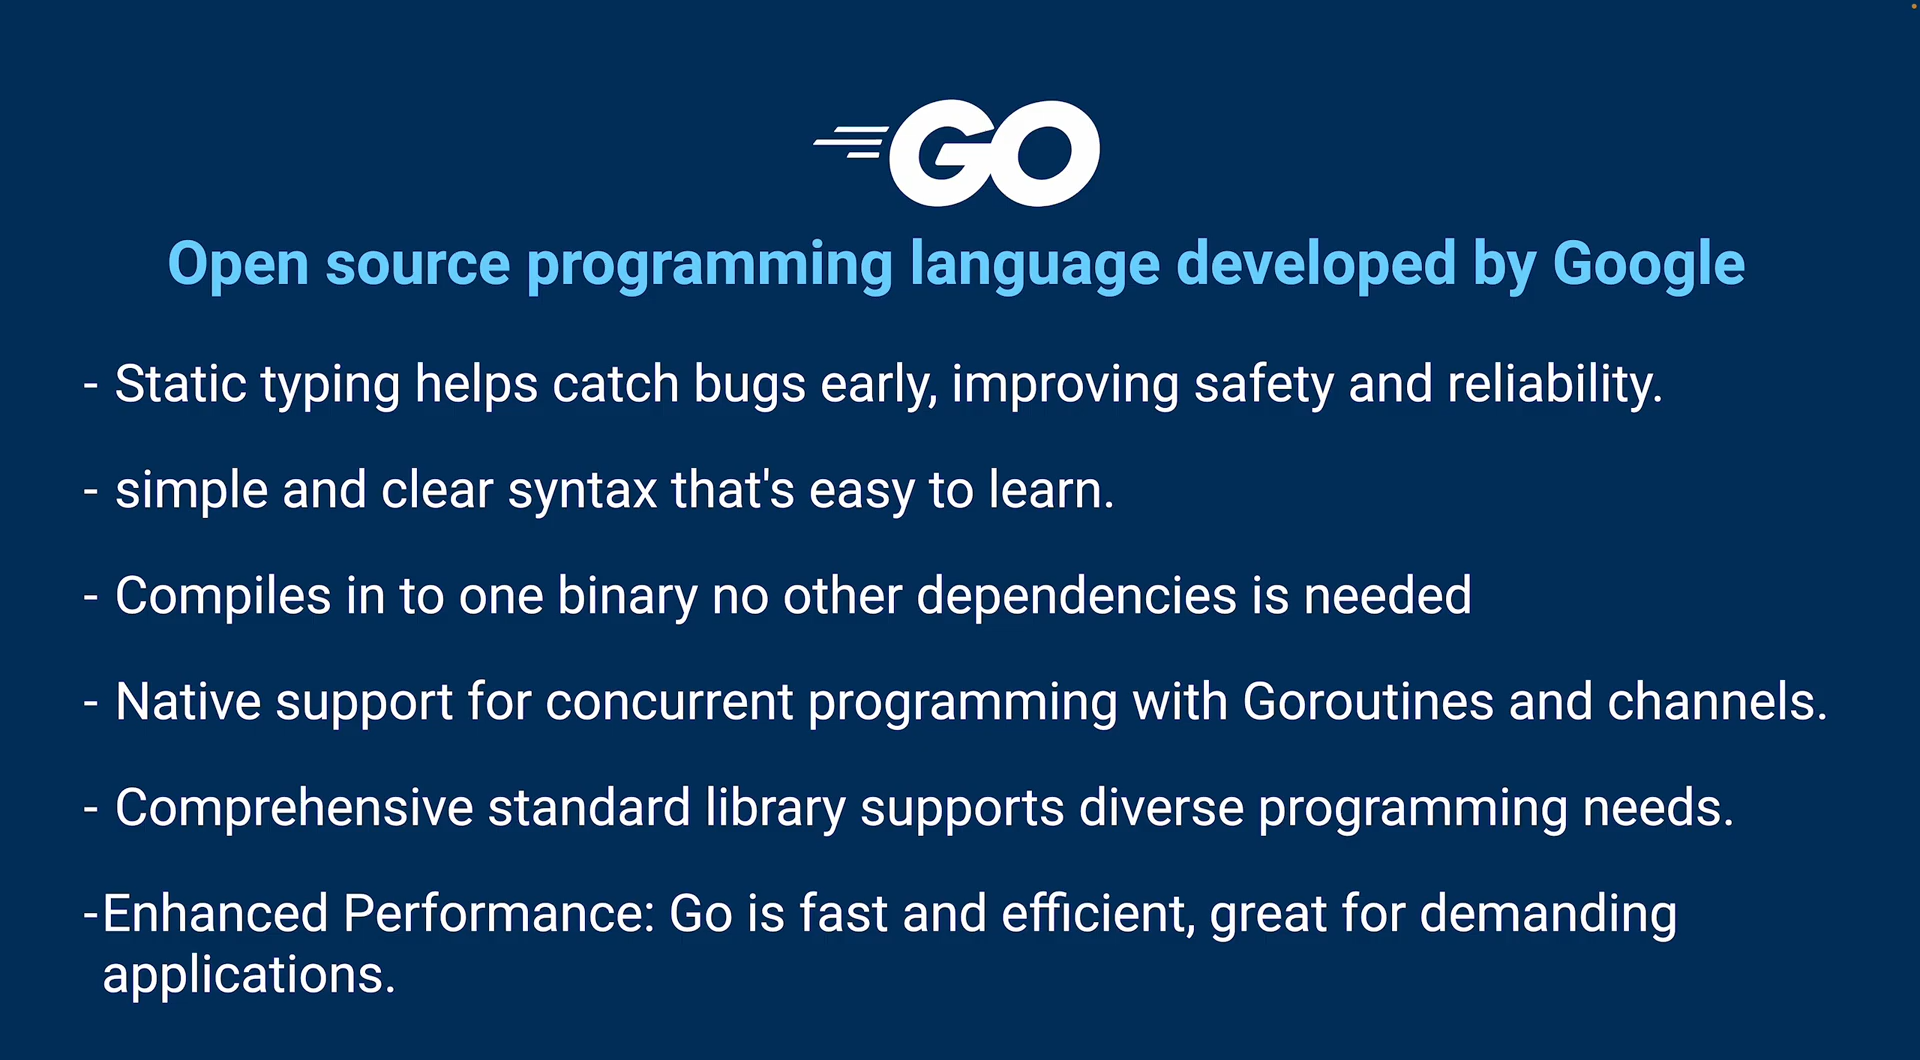 GO
Open source programming language developed by Google
- Static typing helps catch bugs early, improving safety and reliability.
- simple and clear syntax that's easy to learn.
- Compiles in to one binary no other dependencies is needed
- Native support for concurrent programming with Goroutines and channels.
- Comprehensive standard library supports diverse programming needs.
-Enhanced Performance: Go is fast and efficient, great for demanding
applications.